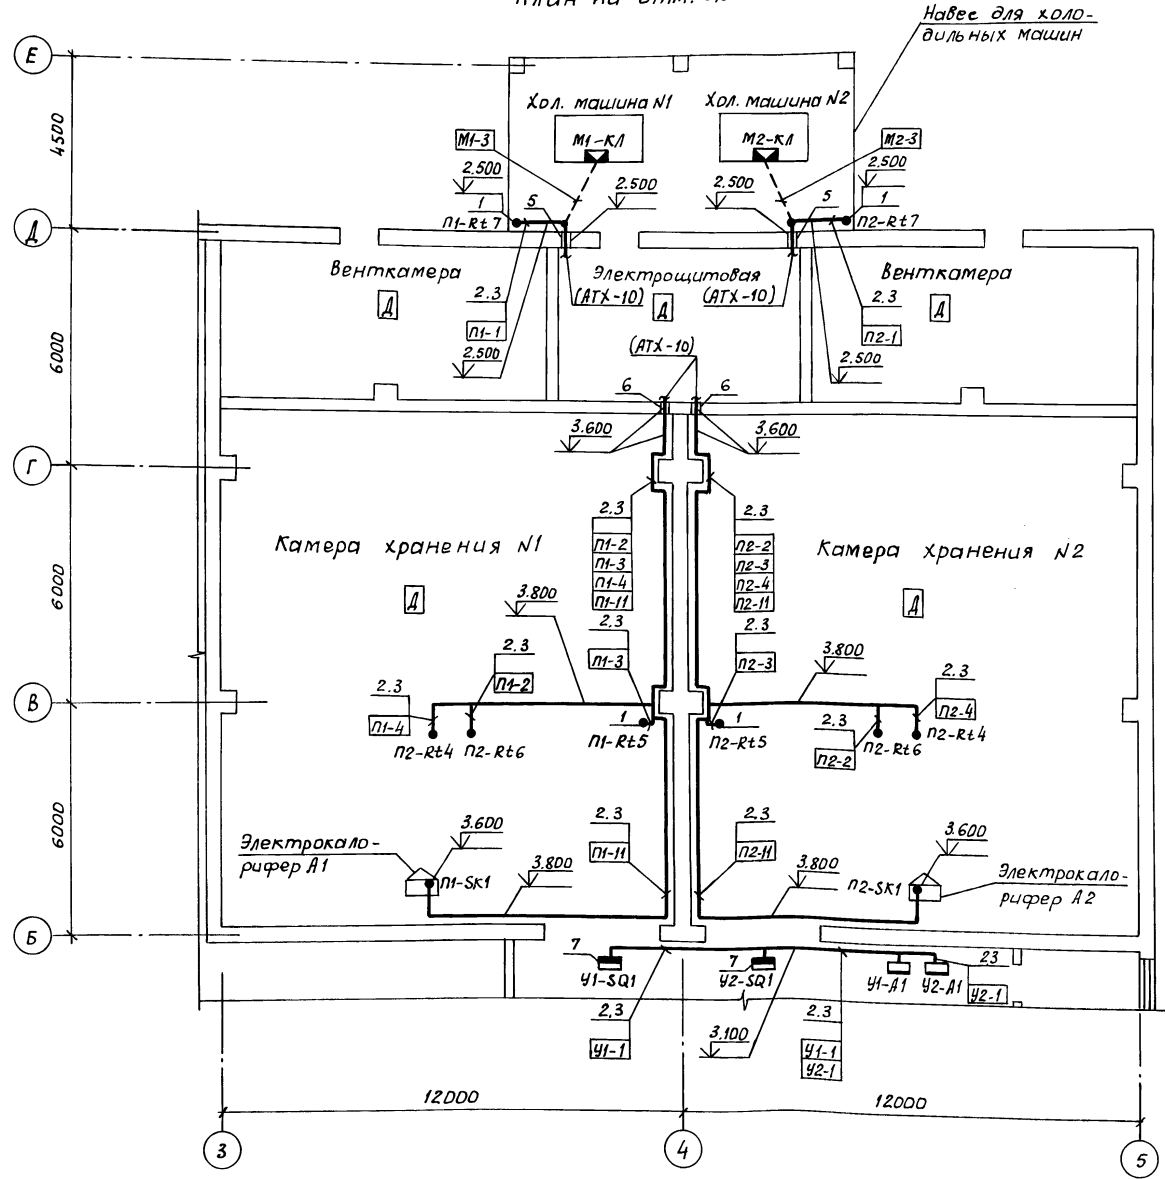 План на отм.
Навес для холо-
дильных машин
Е
4500
Хол. машина N1
Хол. машина N2
М1-КЛ
М2-КЛ
М1-3
М2-3
2.500
2.500
2.500
2.500
1
5
5
1
П1-Rt7
П2-Rt7
Д
Венткамера
Электрощитовая
Венткамера
(АТХ-10)
(АТХ-10)
Д
Д
Д
2.3
П1-1
2.500
2.3
П2-1
2.500
6000
(АТХ-10)
6
6
3.600
3.600
Г
2.3
П1-2
П1-3
П1-4
П1-11
2.3
П2-2
П2-3
П2-4
П2-11
Камера хранения N1
Камера хранения N2
Д
Д
6000
3.800
2.3
П1-3
2.3
П2-3
3.800
2.3
П1-2
2.3
П1-4
2.3
П2-4
2.3
П2-2
В
1
1
П1-Rt5
П2-Rt5
П2-Rt4
П2-Rt6
П2-Rt6
П2-Rt4
6000
Электрокало-
рифер А1
3.600
П1-SK1
3.800
2.3
П1-11
2.3
П2-11
3.800
3.600
П2-SK1
Электрокало-
рифер А2
Б
7
У1-SQ1
7
У2-SQ1
У1-А1
У2-А1
23
У2-1
2,3
У1-1
3.100
2.3
У1-1
У2-1
12000
12000
3
4
5